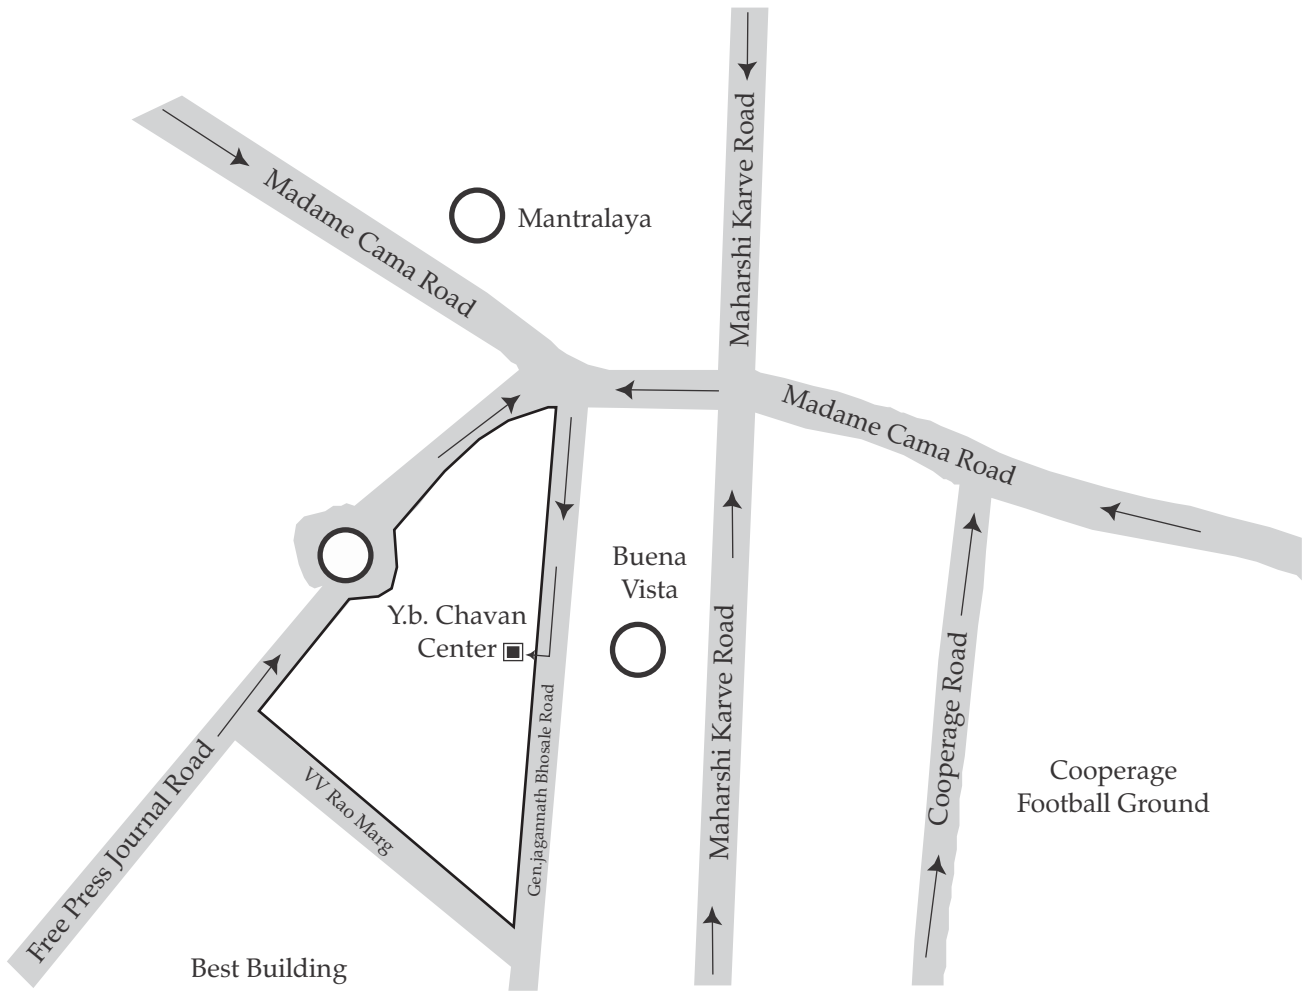 Maharshi Karve Road
Madame Cama Road
Mantralaya
Madame Cama Road
Buena
Vista
Y.b. Chavan
Center
Maharshi Karve Road
Gen.jagannath Bhosale Road
Cooperage Road
Cooperage
Football Ground
VV Rao Marg
Free Press Journal Road
Best Building